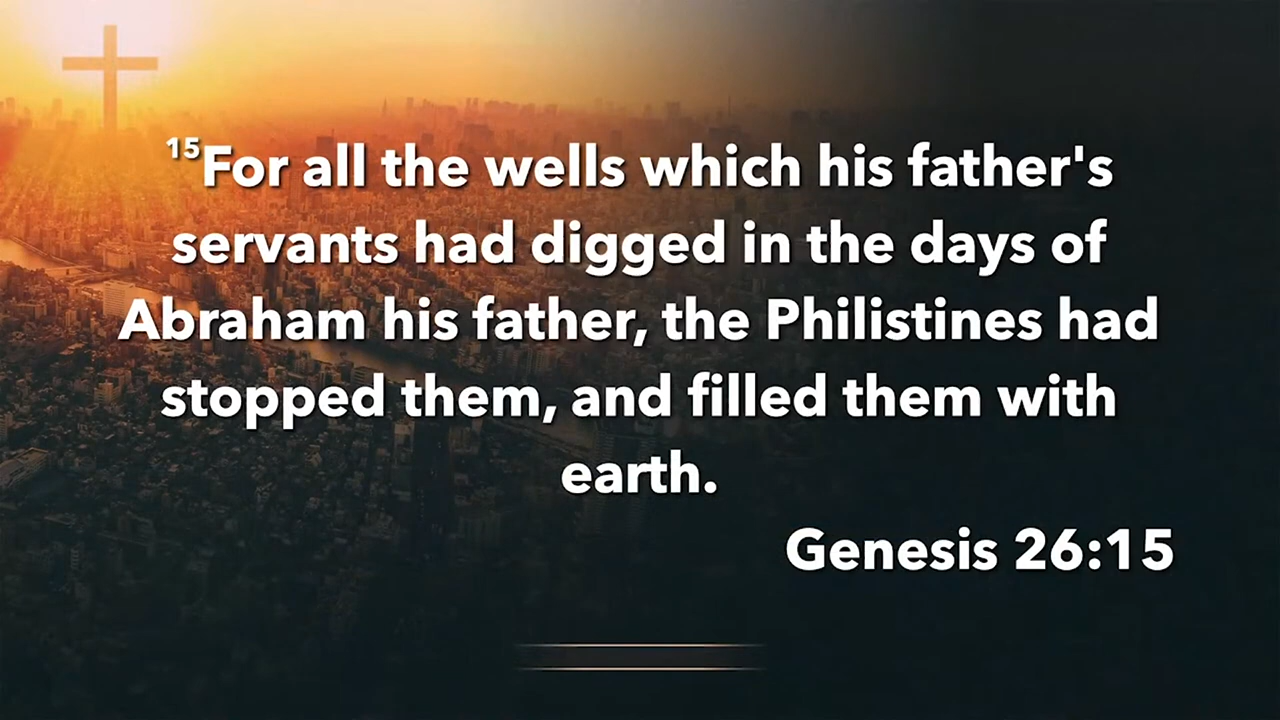 15For all the wells which his father's
servants had digged in the days of
Abraham his father, the Philistines had
stopped them, and filled them with
earth.
Genesis 26:15